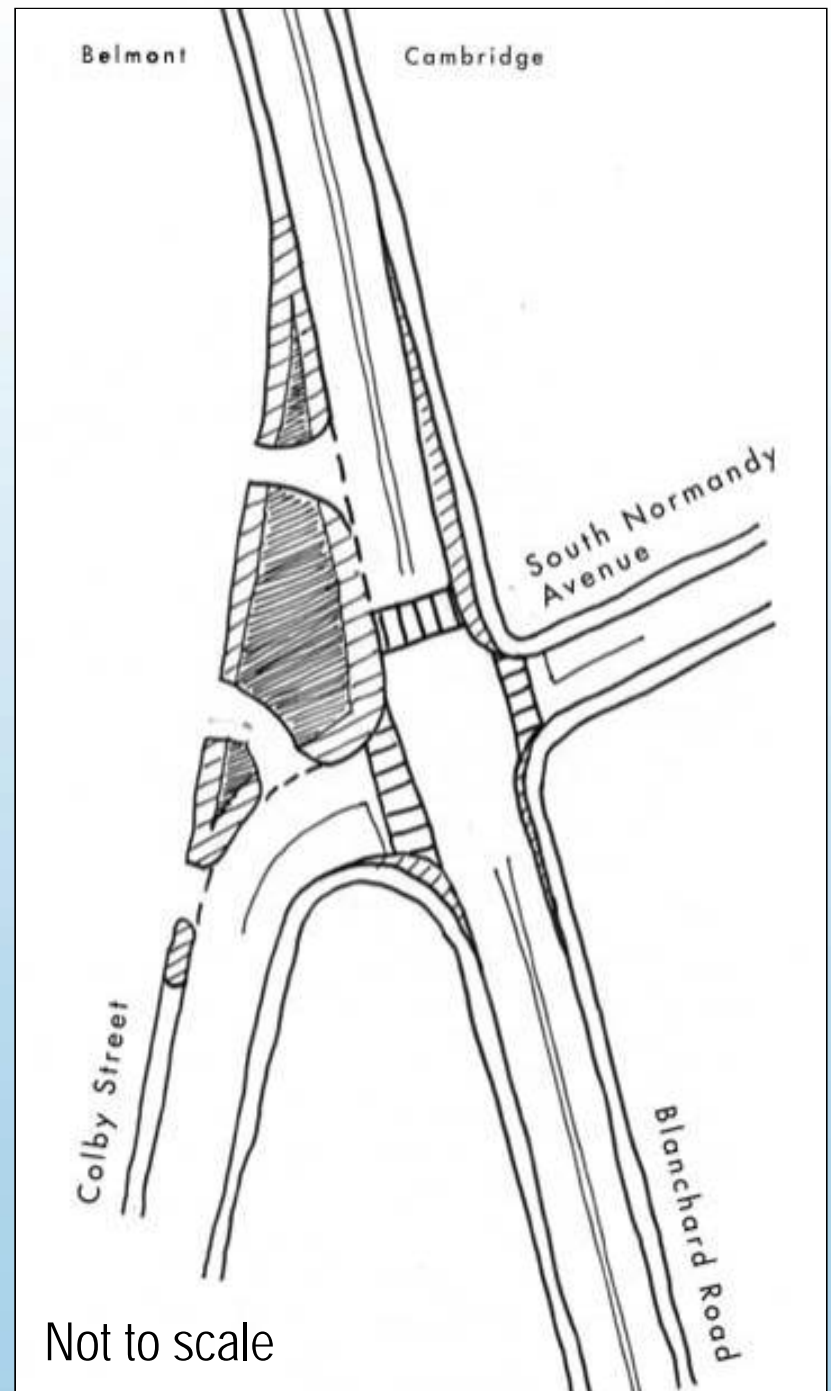 Belmont
Cambridge
South Normandy
Avenue
Colby Street
Blanchard Road
Not to scale